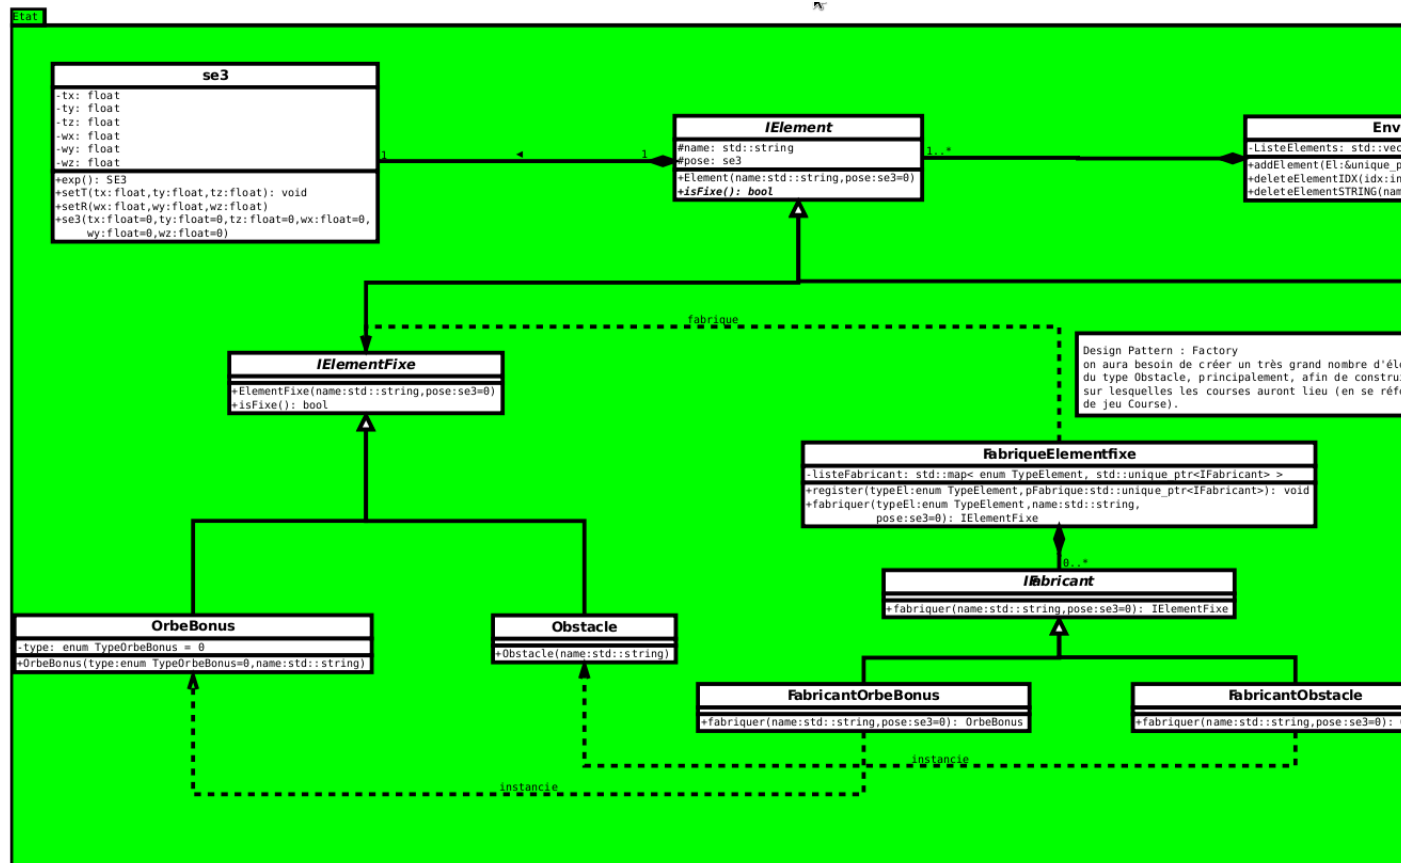 Etat
se3
-tx: float
-ty: float
-tz: float
-wx: float
-wy: float
-wz: float
+exp(): SE3
+setT(tx:float,ty:float,tz:float): void
+setR(wx:float,wy:float,wz:float)
+se3(tx:float=0,ty:float=0,tz:float=0,wx:float=0,
wy:float=0,wz:float=0)
1
1
IElement
#name: std::string
#pose: se3
+Element(name:std::string,pose:se3=0)
+isFixe(): bool
1..*
Env
-ListeElements: std::vec
+addElement(El:&unique_p
+deleteElementIDX(idx:in
+deleteElementSTRING(nam
fabrique
IElementFixe
+ElementFixe(name:std::string,pose:se3=0)
+isFixe(): bool
Design Pattern : Factory
on aura besoin de créer un très grand nombre d'élé
du type Obstacle, principalement, afin de construi
sur lesquelles les courses auront lieu (en se réfé
de jeu Course).
FabriqueElementfixe
-listeFabricant: std::map< enum TypeElement, std::unique_ptr<IFabricant> >
+register(typeEl:enum TypeElement,pFabrique:std::unique_ptr<IFabricant>): void
+fabriquer(typeEl:enum TypeElement,name:std::string,
pose:se3=0): IElementFixe
0..*
IFabricant
+fabriquer(name:std::string,pose:se3=0): IElementFixe
OrbeBonus
-type: enum TypeOrbeBonus = 0
+OrbeBonus(type:enum TypeOrbeBonus=0,name:std::string)
Obstacle
+Obstacle(name:std::string)
FabricantOrbeBonus
+fabriquer(name:std::string,pose:se3=0): OrbeBonus
FabricantObstacle
+fabriquer(name:std::string,pose:se3=0):
instancie
instancie